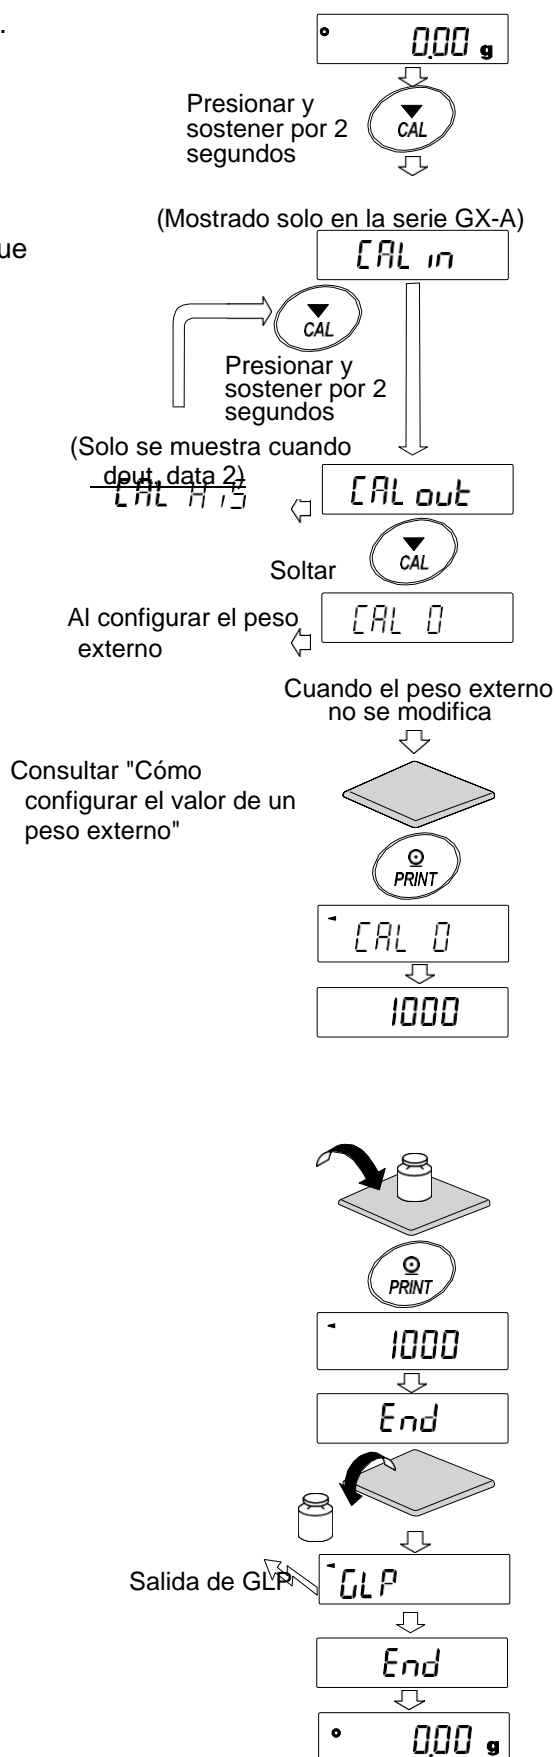 .
0.00 g
Presionar y
sostener por 2
segundos
CAL
(Mostrado solo en la serie GX-A)
ue
CAL in
CAL
Presionar y
sostener por 2
segundos
(Solo se muestra cuando
dout, data 2)
CAL HiS
CAL out
CAL
Soltar
Al configurar el peso
externo
CAL 0
Cuando el peso externo
no se modifica
Consultar "Cómo
configurar el valor de un
peso externo"
PRINT
CAL 0
1000
PRINT
1000
End
Salida de GLP
GLP
End
0.00 g